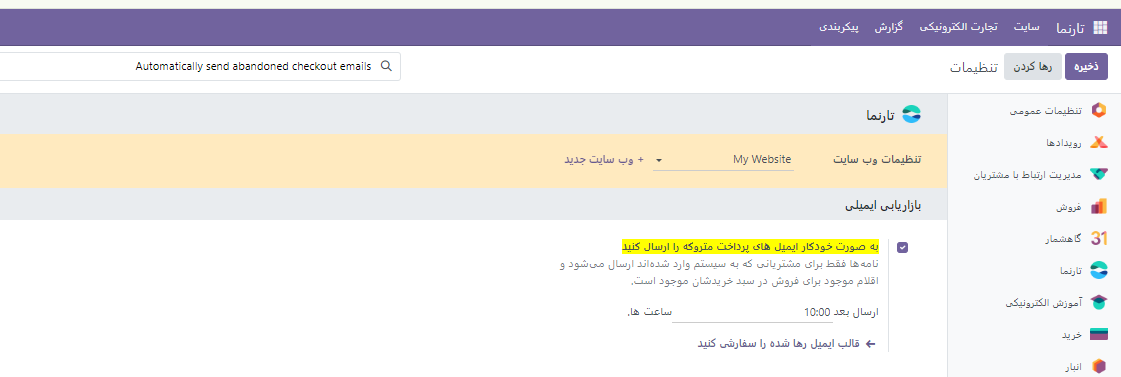 تارنما سایت تجارت الکترونیکی گزارش پیکربندی
ذخیره رها کردن تنظیمات Automatically send abandoned checkout emails
تنظیمات عمومی
رویدادها
مدیریت ارتباط با مشتریان
فروش
31 گاهشمار
تارنما
آموزش الکترونیکی
خرید
انبار
تارنما
تنظیمات وب سایت My Website + وب سایت جدید
بازاریابی ایمیلی
به صورت خودکار ایمیل های پرداخت متروکه را ارسال کنید
نامه‌ها فقط برای مشتریانی که به سیستم وارد شده‌اند ارسال می‌شود و
اقلام موجود برای فروش در سبد خریدشان موجود است.
ارسال بعد 10:00 ساعت ها.
قالب ایمیل رها شده را سفارشی کنید